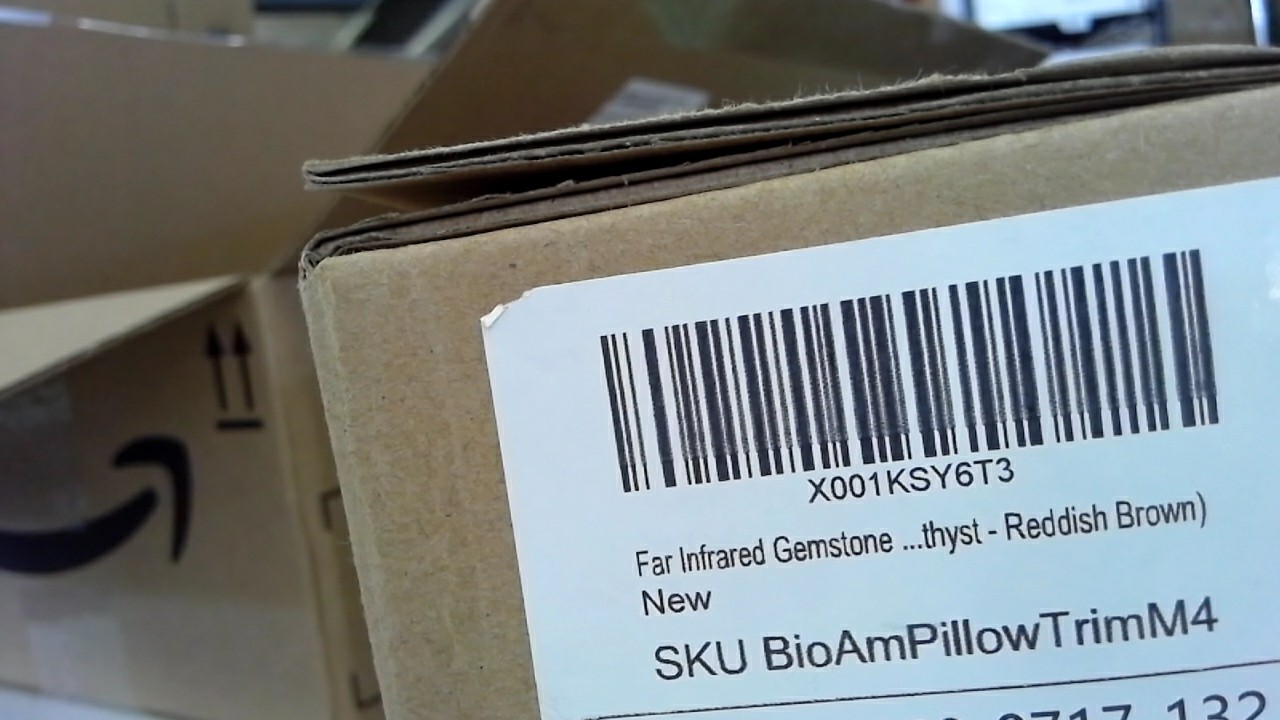 X001KSY6T3
Far Infrared Gemstone ...thyst - Reddish Brown)
New
SKU BioAmPillowTrimM4